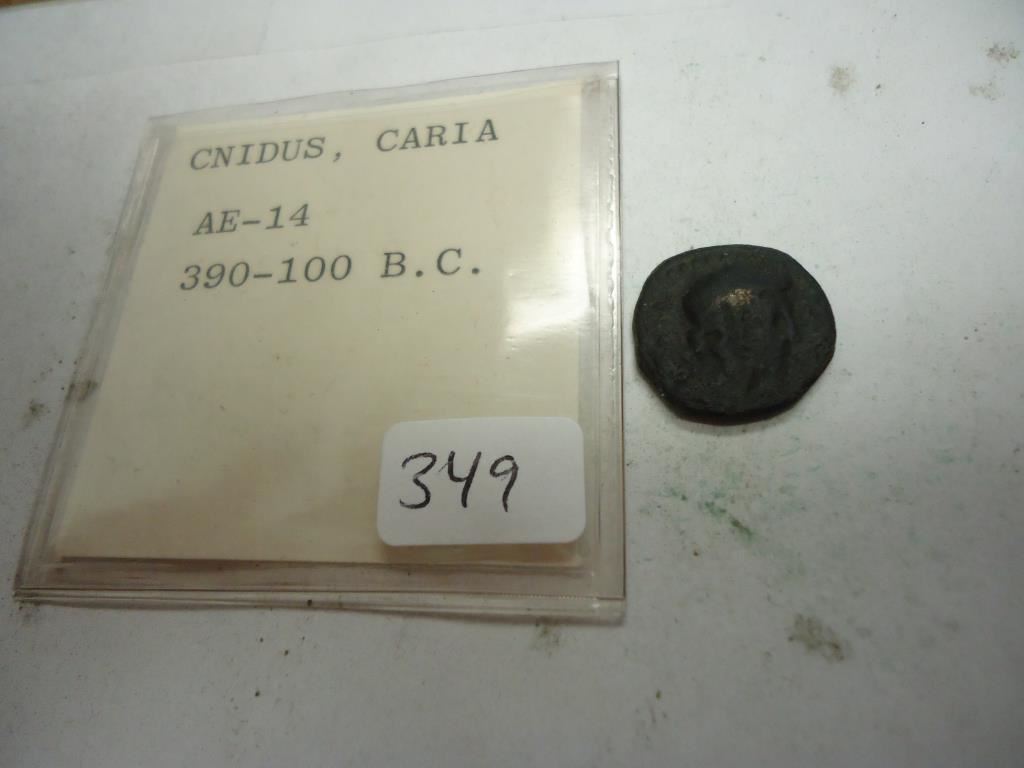 CNIDUS, CARIA
AE-14
390-100 B.C.
349